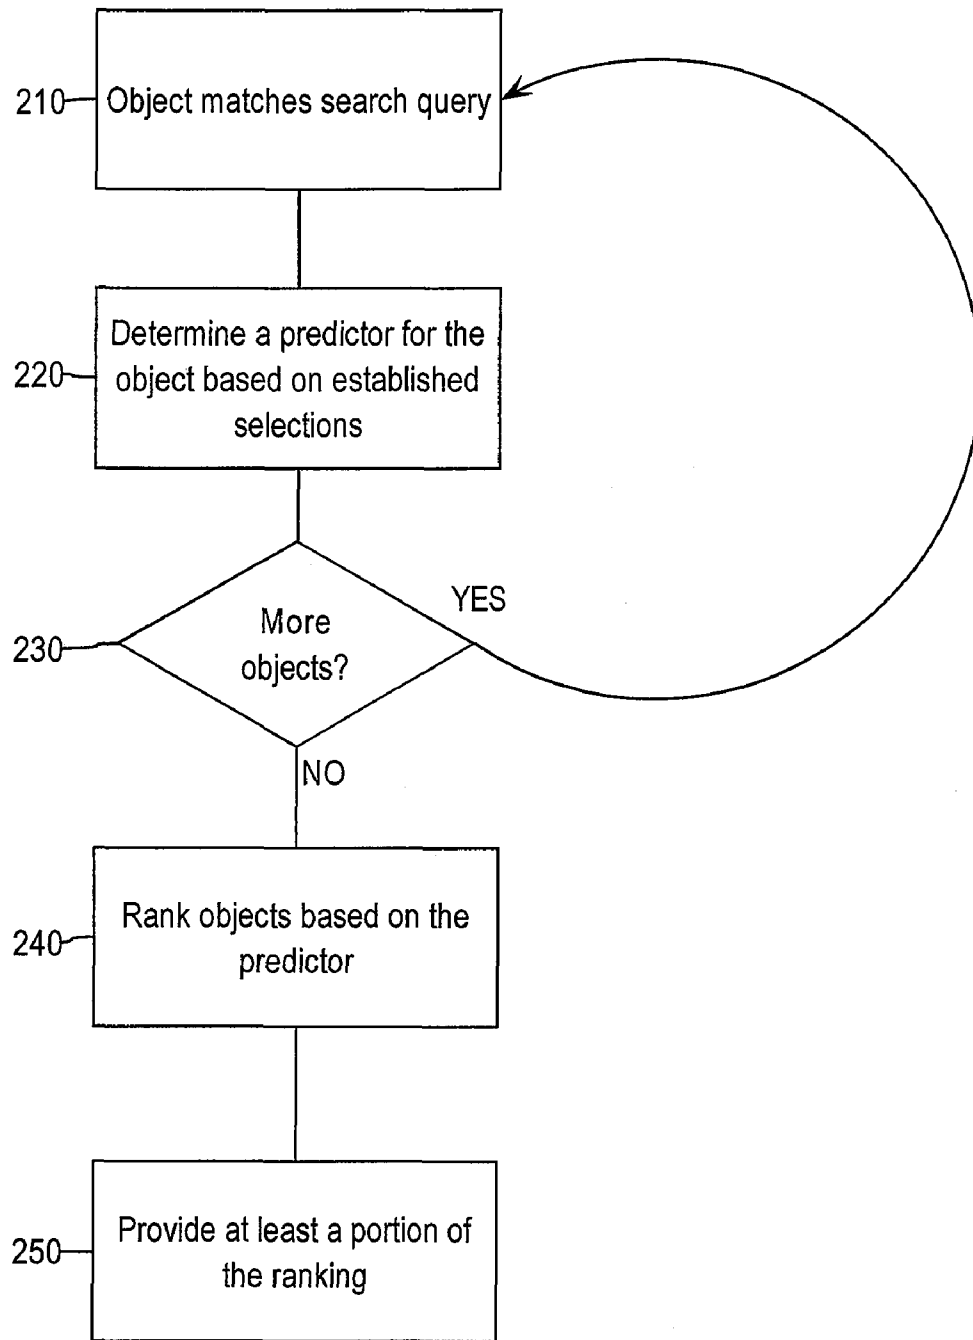 210
Object matches search query
220
Determine a predictor for the
object based on established
selections
YES
230
More
objects?
NO
240
Rank objects based on the
predictor
250
Provide at least a portion of
the ranking